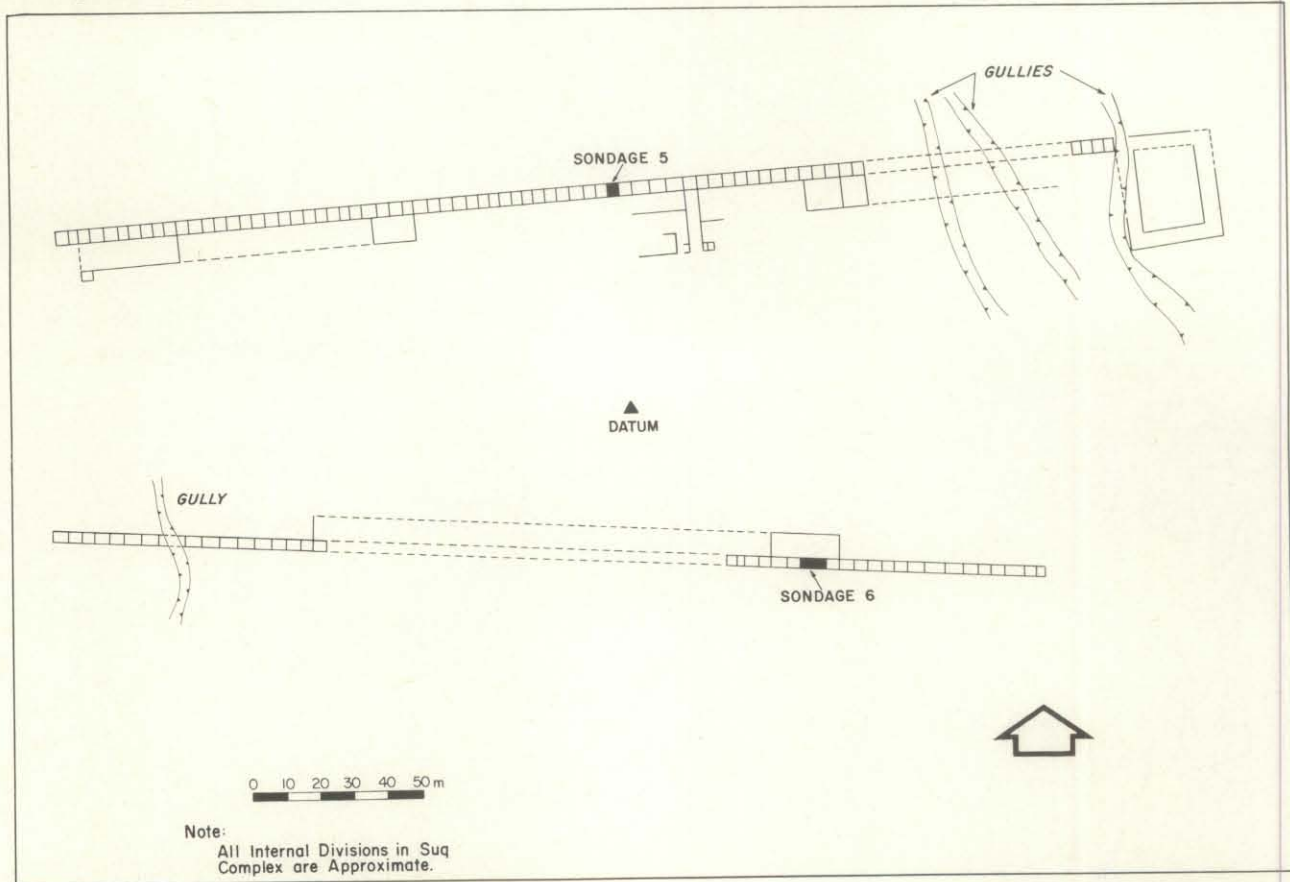 GULLIES
SONDAGE 5
DATUM
GULLY
SONDAGE 6
0 10 20 30 40 50 m
Note:
All Internal Divisions in Suq
Complex are Approximate.